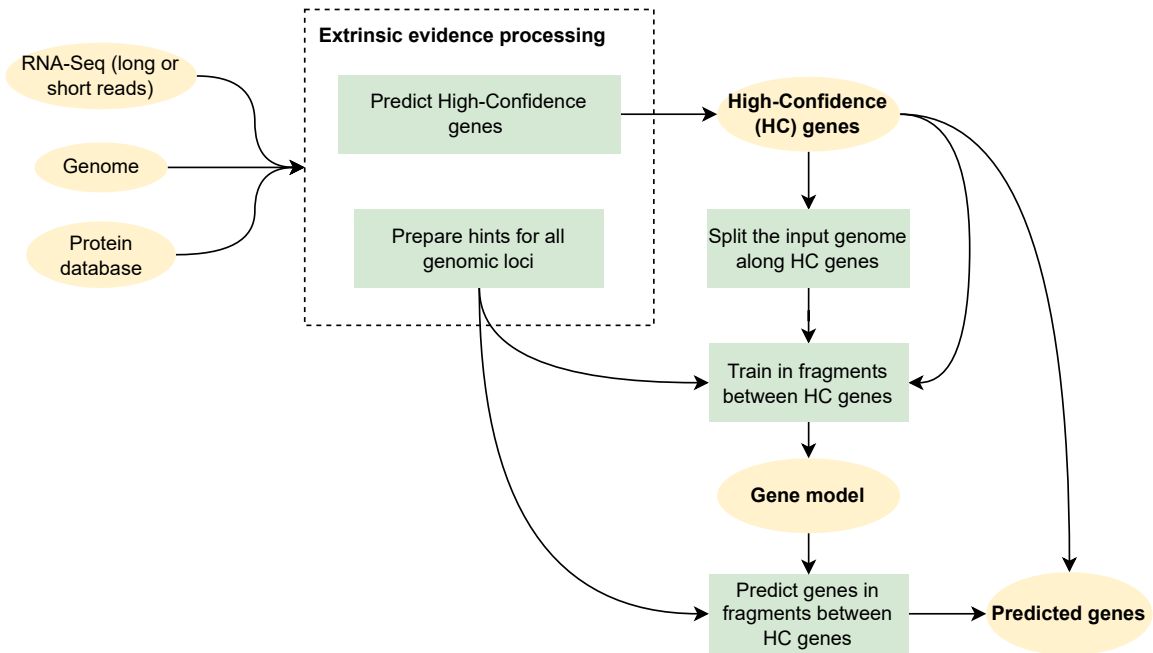 Extrinsic evidence processing
RNA-Seq (long or
short reads)
Genome
Protein
database
Predict High-Confidence
genes
Prepare hints for all
genomic loci
High-Confidence
(HC) genes
Split the input genome
along HC genes
Train in fragments
between HC genes
Gene model
Predict genes in
fragments between
HC genes
Predicted genes